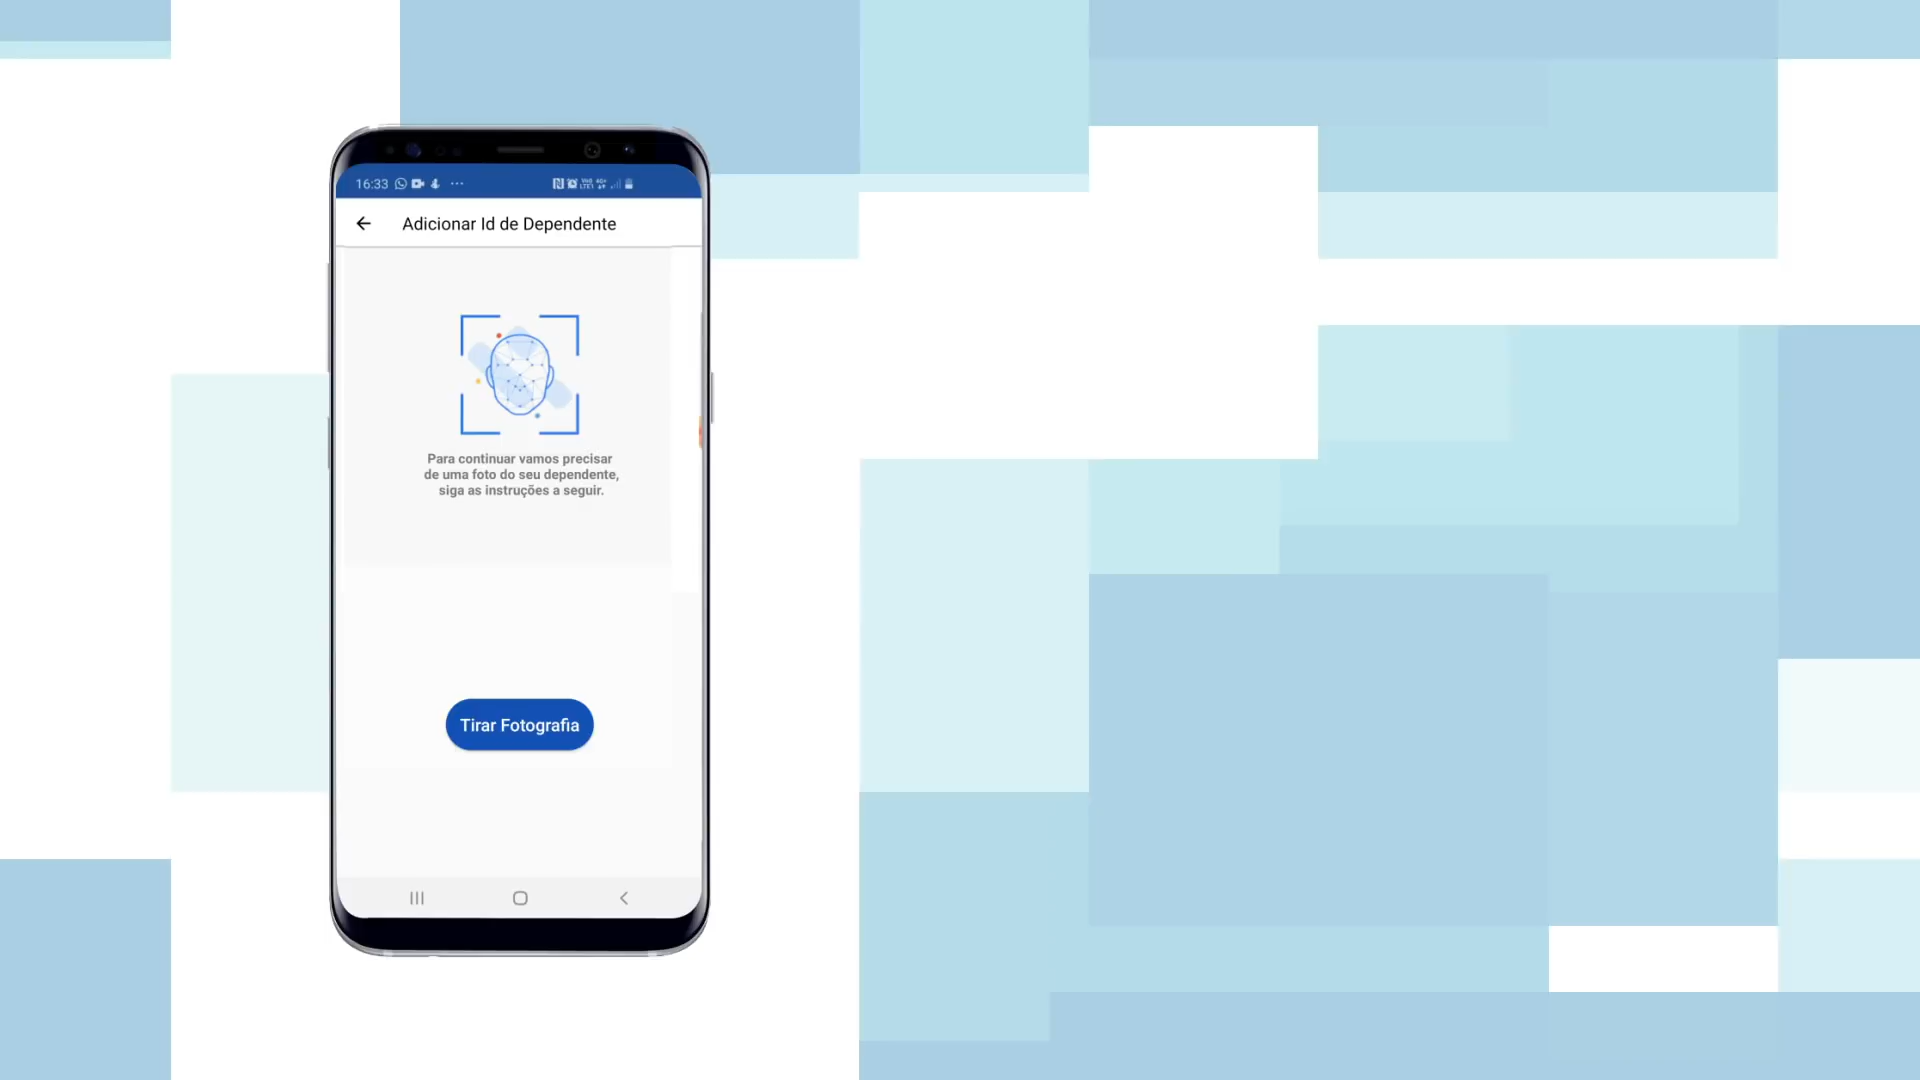 16:33
Adicionar Id de Dependente
Para continuar vamos precisar
de uma foto do seu dependente,
siga as instruções a seguir.
Tirar Fotografia